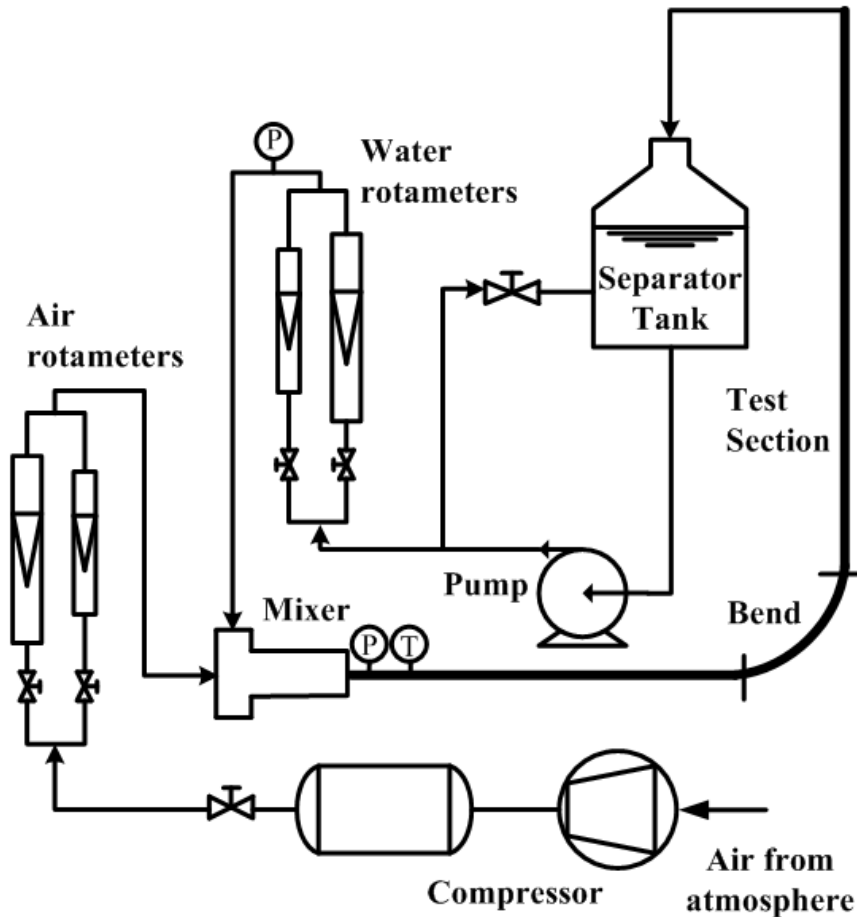 P
Water
rotameters
Separator
Tank
Air
rotameters
Test
Section
Pump
Mixer
Bend
P T
Compressor
Air from
atmosphere